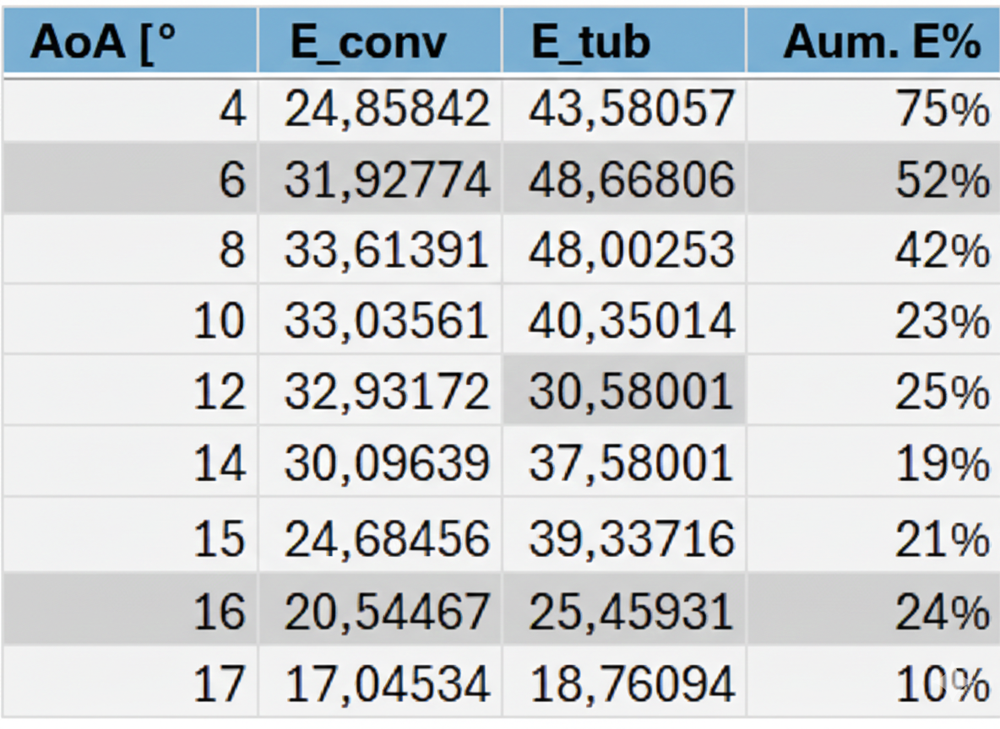 AoA [° E_conv E_tub Aum. E%
4 24,85842 43,58057 75%
6 31,92774 48,66806 52%
8 33,61391 48,00253 42%
10 33,03561 40,35014 23%
12 32,93172 30,58001 25%
14 30,09639 37,58001 19%
15 24,68456 39,33716 21%
16 20,54467 25,45931 24%
17 17,04534 18,76094 10%